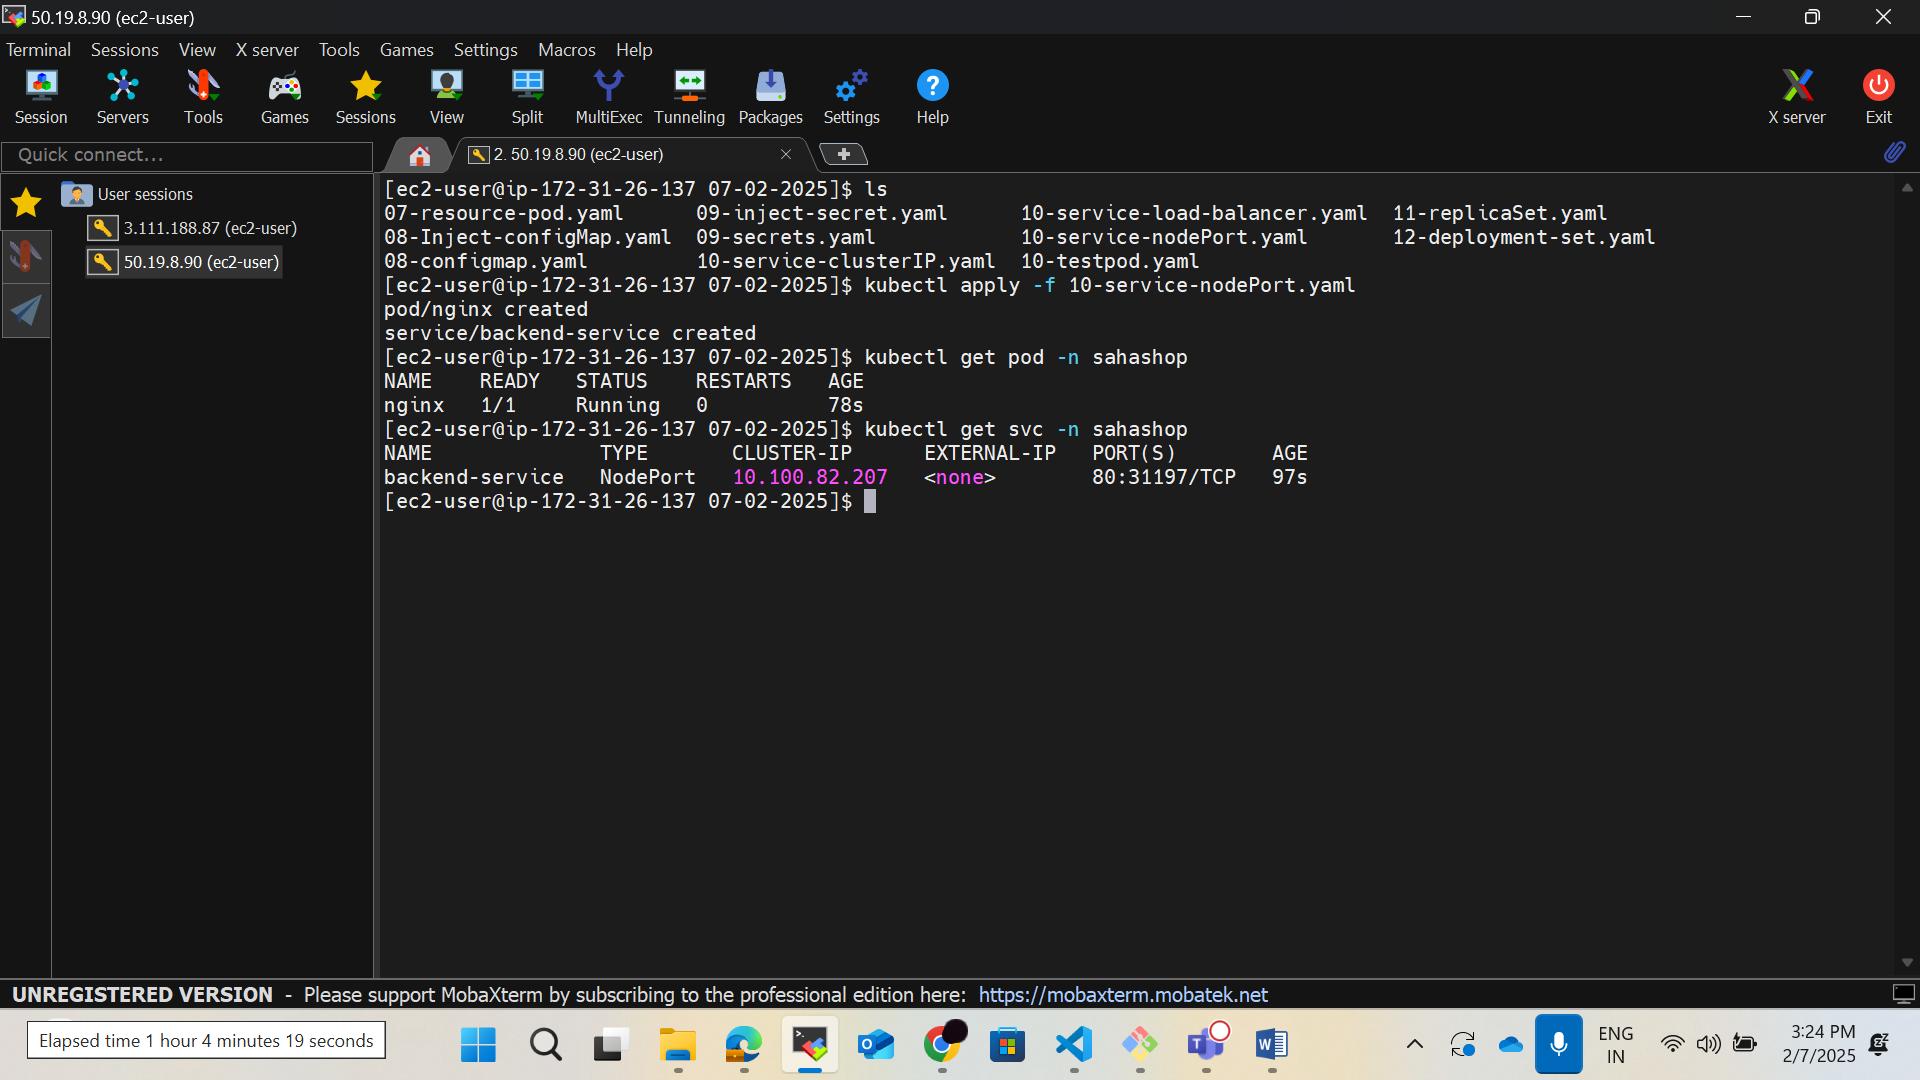 50.19.8.90 (ec2-user)
Terminal Sessions View X server Tools Games Settings Macros Help
Session Servers Tools Games Sessions View Split MultiExec Tunneling Packages Settings Help X server Exit
Quick connect...
2. 50.19.8.90 (ec2-user)
User sessions
3.111.188.87 (ec2-user)
50.19.8.90 (ec2-user)
[ec2-user@ip-172-31-26-137 07-02-2025]$ ls
07-resource-pod.yaml 09-inject-secret.yaml 10-service-load-balancer.yaml 11-replicaSet.yaml
08-Inject-configMap.yaml 09-secrets.yaml 10-service-nodePort.yaml 12-deployment-set.yaml
08-configmap.yaml 10-service-clusterIP.yaml 10-testpod.yaml
[ec2-user@ip-172-31-26-137 07-02-2025]$ kubectl apply -f 10-service-nodePort.yaml
pod/nginx created
service/backend-service created
[ec2-user@ip-172-31-26-137 07-02-2025]$ kubectl get pod -n sahashop
NAME READY STATUS RESTARTS AGE
nginx 1/1 Running 0 78s
[ec2-user@ip-172-31-26-137 07-02-2025]$ kubectl get svc -n sahashop
NAME TYPE CLUSTER-IP EXTERNAL-IP PORT(S) AGE
backend-service NodePort 10.100.82.207 <none> 80:31197/TCP 97s
[ec2-user@ip-172-31-26-137 07-02-2025]$
UNREGISTERED VERSION - Please support MobaXterm by subscribing to the professional edition here: https://mobaxterm.mobatek.net
Elapsed time 1 hour 4 minutes 19 seconds
ENG
IN
3:24 PM
2/7/2025